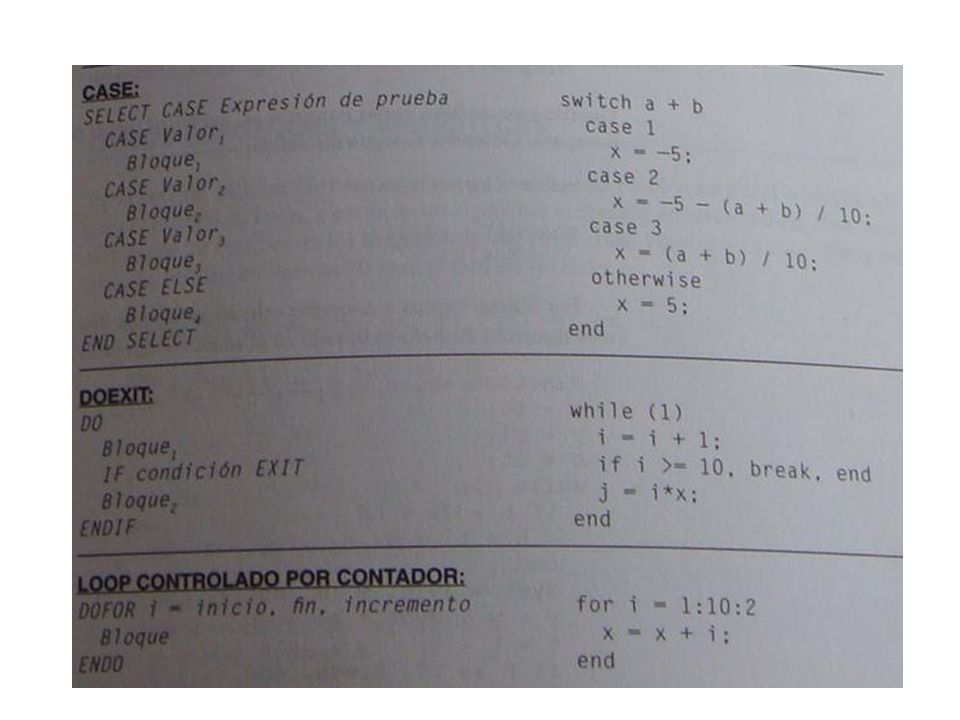 CASE:
SELECT CASE Expresión de prueba
CASE Valor₁
Bloque₁
CASE Valor₂
Bloque₂
CASE Valor₃
Bloque₃
CASE ELSE
Bloque₄
END SELECT
switch a + b
case 1
x = –5;
case 2
x = –5 – (a + b) / 10;
case 3
x = (a + b) / 10;
otherwise
x = 5;
end
DOEXIT:
DO
Bloque₁
IF condición EXIT
Bloque₂
ENDIF
while (1)
i = i + 1;
if i >= 10, break, end
j = i*x;
end
LOOP CONTROLADO POR CONTADOR:
DOFOR i = inicio, fin, incremento
Bloque
ENDO
for i = 1:10:2
x = x + i;
end